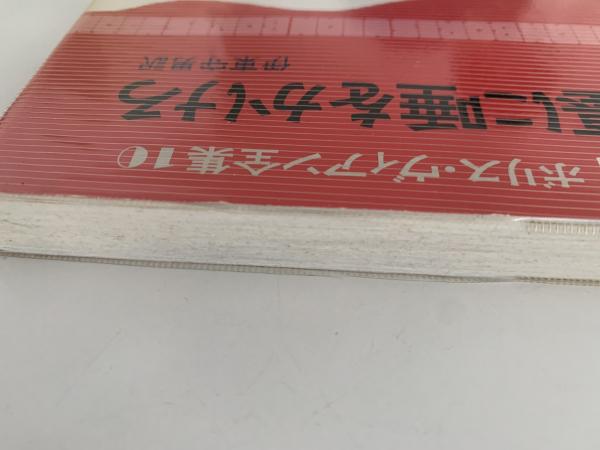 ボリス・ヴィアン全集10
墓に唾をかけろ
伊東守男訳